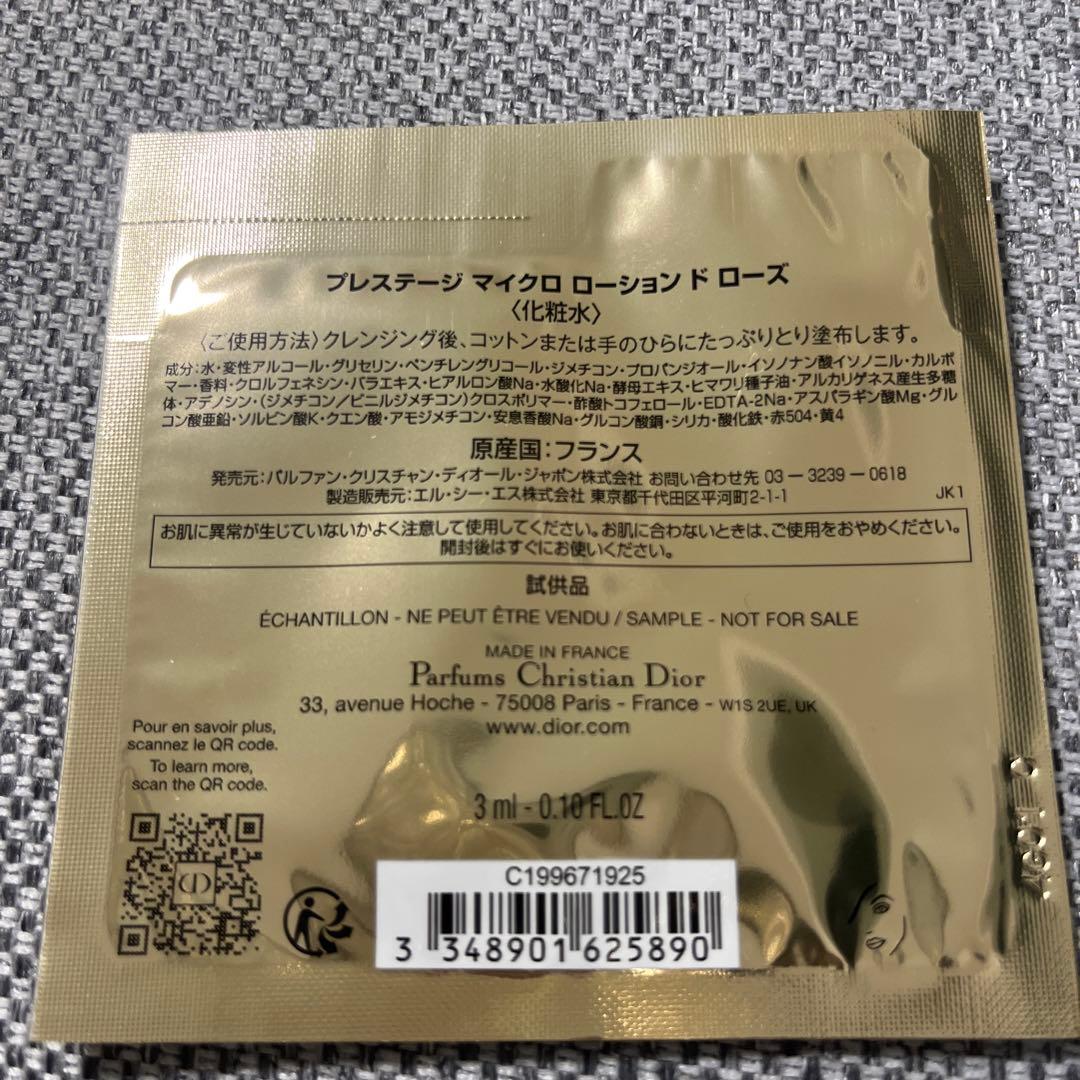 プレステージ マイクロ ローション ド ローズ
〈化粧水〉
〈ご使用方法〉クレンジング後、コットンまたは手のひらにたっぷりとり塗布します。
成分:水・変性アルコール・グリセリン・ペンチレングリコール・ジメチコン・プロパンジオール・イソノナン酸イソノニル・カルボ
マー・香料・クロルフェネシン・バラエキス・ヒアルロン酸Na・水酸化Na・酵母エキス・ヒマワリ種子油・アルカリゲネス産生多糖
体・アデノシン・(ジメチコン/ビニルジメチコン)クロスポリマー・酢酸トコフェロール・EDTA-2Na・アスパラギン酸Mg・グル
コン酸亜鉛・ソルビン酸K・クエン酸・アモジメチコン・安息香酸Na・グルコン酸銅・シリカ・酸化鉄・赤504・黄4
原産国:フランス
発売元:パルファン・クリスチャン・ディオール・ジャポン株式会社 お問い合わせ先 03-3239-0618
製造販売元:エル・シー・エス株式会社 東京都千代田区平河町2-1-1 JK1
お肌に異常が生じていないかよく注意して使用してください。お肌に合わないときは、ご使用をおやめください。
開封後はすぐにお使いください。
試供品
ÉCHANTILLON - NE PEUT ÊTRE VENDU / SAMPLE - NOT FOR SALE
MADE IN FRANCE
Parfums Christian Dior
33, avenue Hoche - 75008 Paris - France - W1S 2UE, UK
www.dior.com
Pour en savoir plus,
scannez le QR code.
To learn more,
scan the QR code.
3 ml - 0.10 FL.OZ
CD
C199671925
3 348901 625890